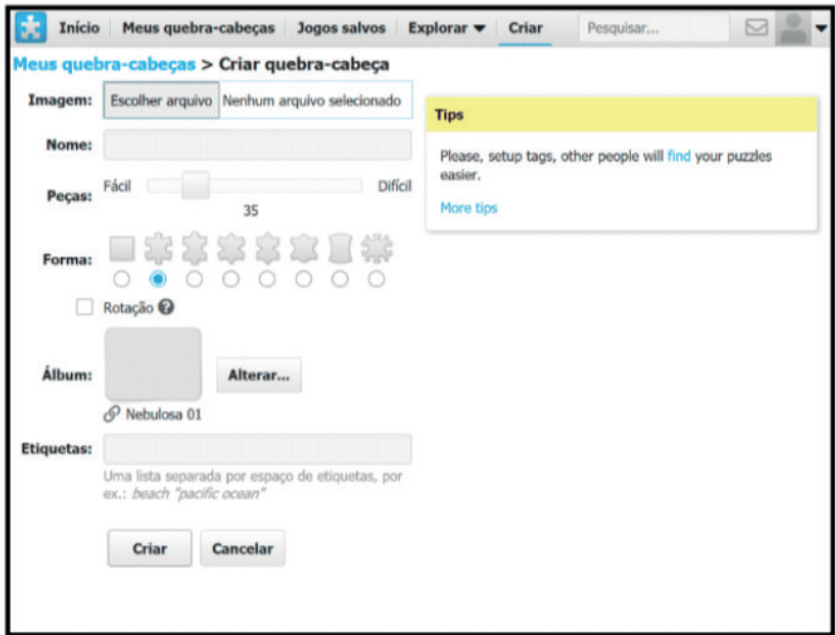 Início Meus quebra-cabeças Jogos salvos Explorar Criar Pesquisar...
Meus quebra-cabeças > Criar quebra-cabeça
Imagem: Escolher arquivo Nenhum arquivo selecionado
Nome:
Peças: Fácil Difícil
35
Forma:
Rotação
Álbum: Alterar...
Nebulosa 01
Etiquetas:
Uma lista separada por espaço de etiquetas, por
ex.: beach "pacific ocean"
Criar Cancelar
Tips
Please, setup tags, other people will find your puzzles
easier.
More tips